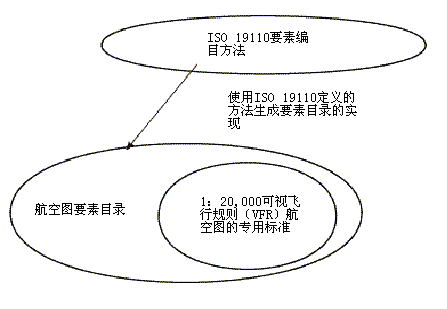 ISO 19110要素编
目方法
使用ISO 19110定义的
方法生成要素目录的实
现
航空图要素目录
1: 20,000可视飞
行规则（VFR）航
空图的专用标准